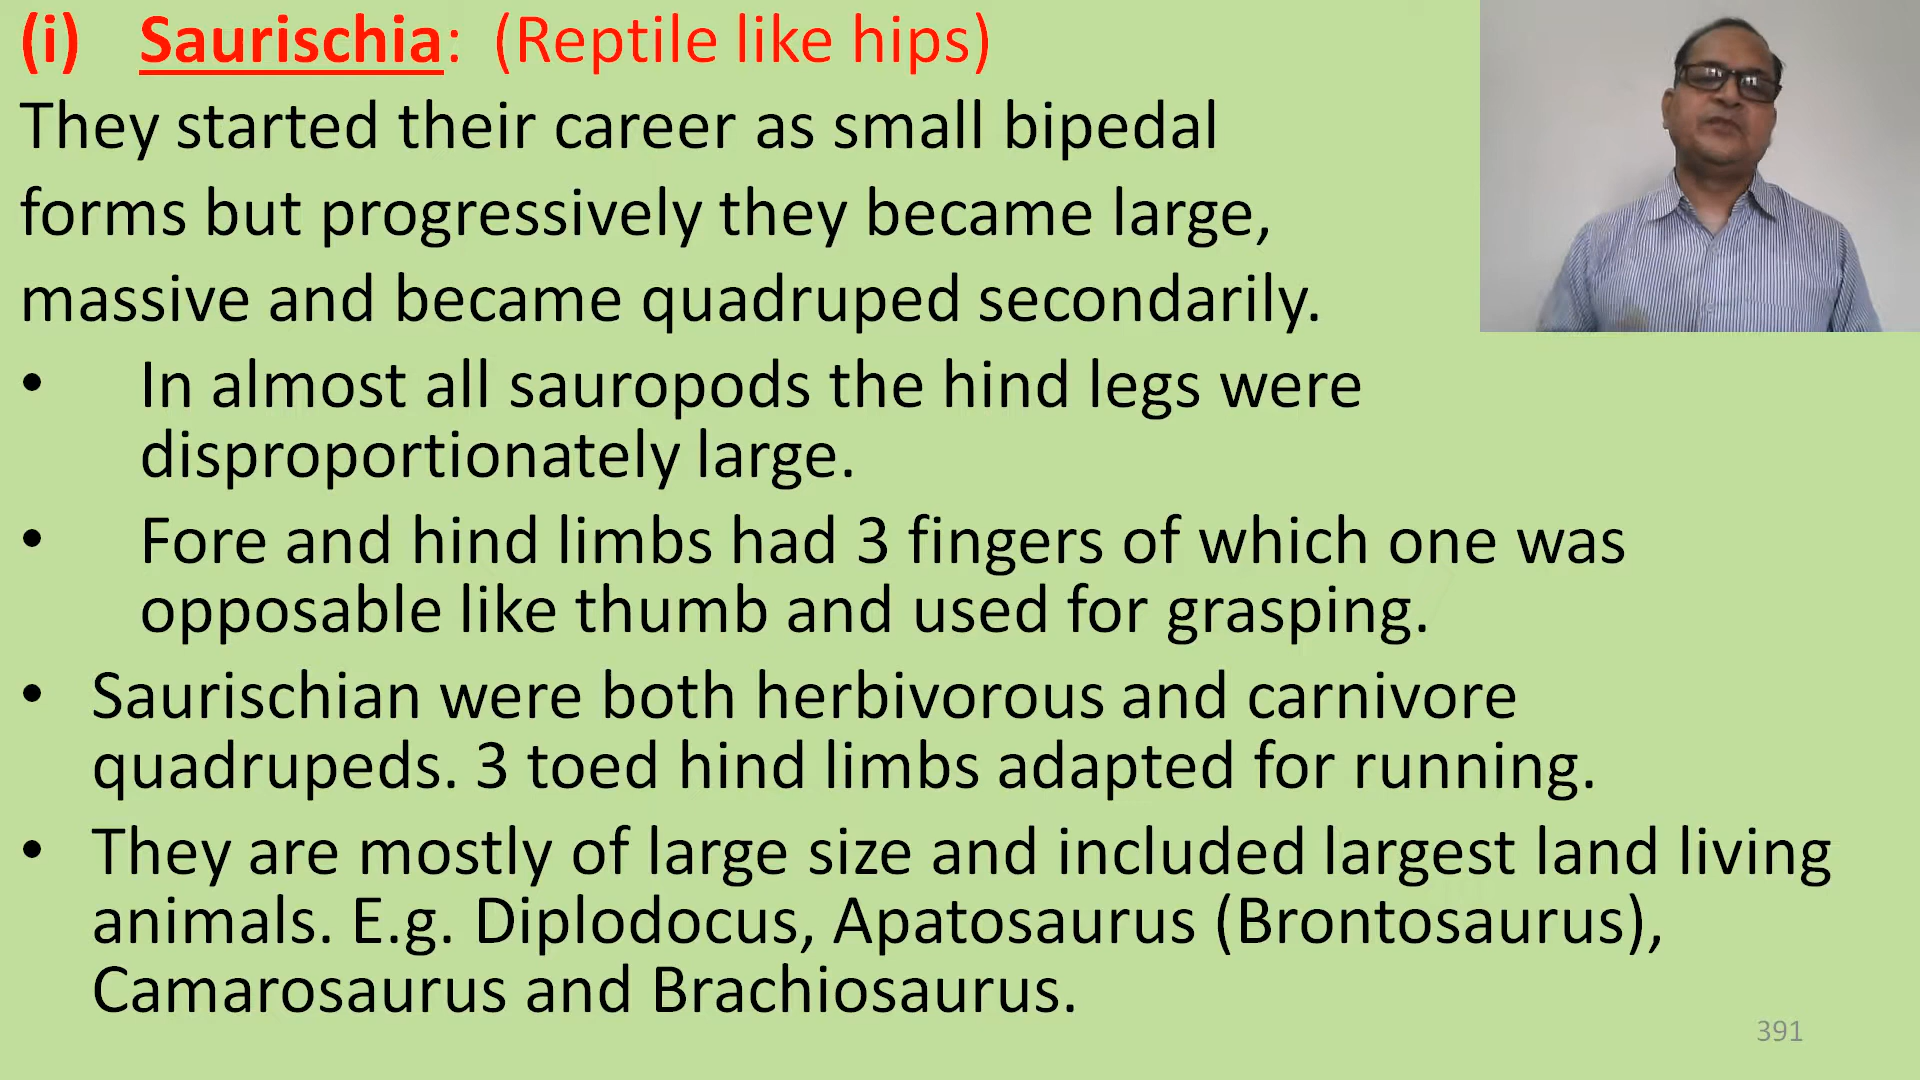 (i) Saurischia: (Reptile like hips)
They started their career as small bipedal
forms but progressively they became large,
massive and became quadruped secondarily.
• In almost all sauropods the hind legs were
disproportionately large.
• Fore and hind limbs had 3 fingers of which one was
opposable like thumb and used for grasping.
• Saurischian were both herbivorous and carnivore
quadrupeds. 3 toed hind limbs adapted for running.
• They are mostly of large size and included largest land living
animals. E.g. Diplodocus, Apatosaurus (Brontosaurus),
Camarosaurus and Brachiosaurus.
391